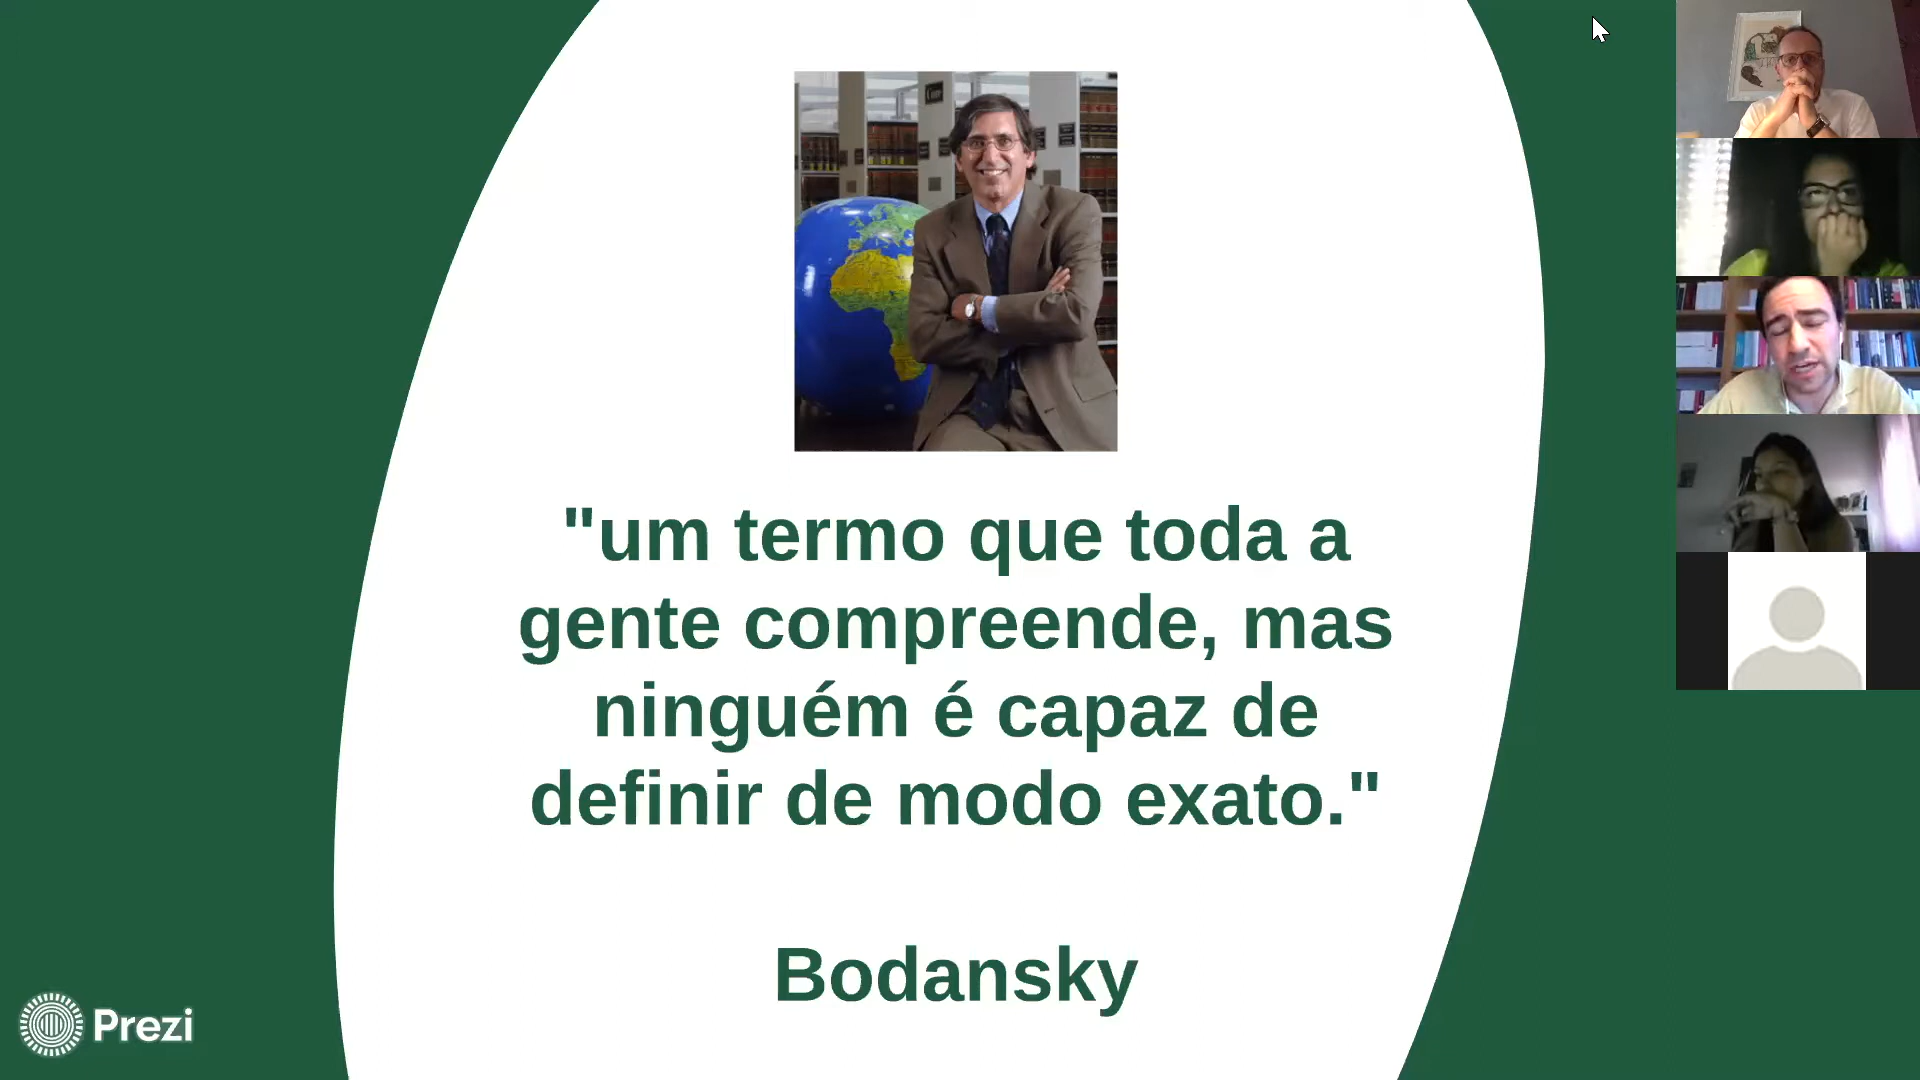 "um termo que toda a
gente compreende, mas
ninguém é capaz de
definir de modo exato."
Bodansky
Prezi